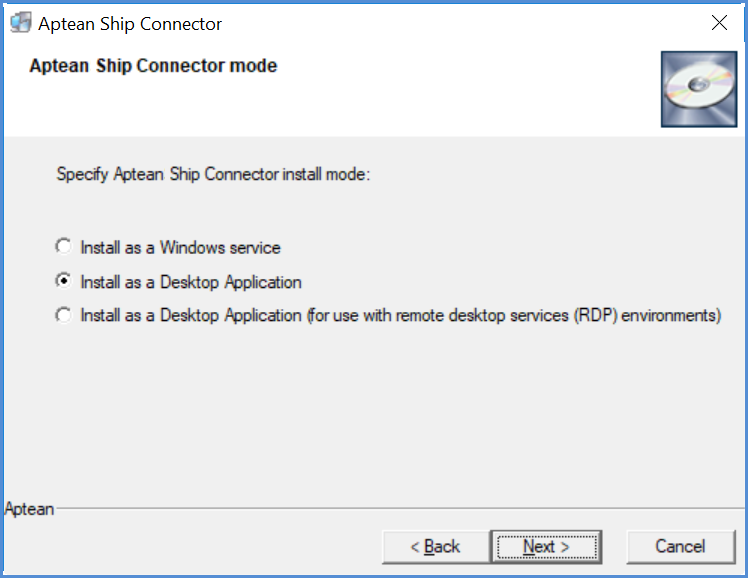 Aptean Ship Connector
Aptean Ship Connector mode
Specify Aptean Ship Connector install mode:
Install as a Windows service
Install as a Desktop Application
Install as a Desktop Application (for use with remote desktop services (RDP) environments)
Aptean
< Back
Next >
Cancel